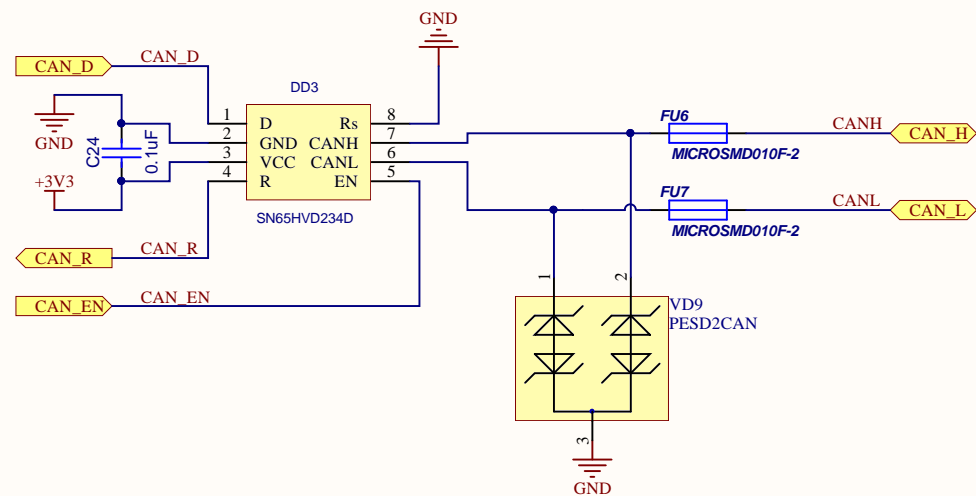 GND
CAN_D
CAN_D
DD3
1
D
Rs
8
FU6
CANH
CAN_H
2
GND
CANH
7
MICROSMD010F-2
GND
C24
0.1uF
3
VCC
CANL
6
+3V3
4
R
EN
5
FU7
CANL
CAN_L
SN65HVD234D
MICROSMD010F-2
CAN_R
CAN_R
CAN_EN
CAN_EN
1
2
VD9
PESD2CAN
3
GND